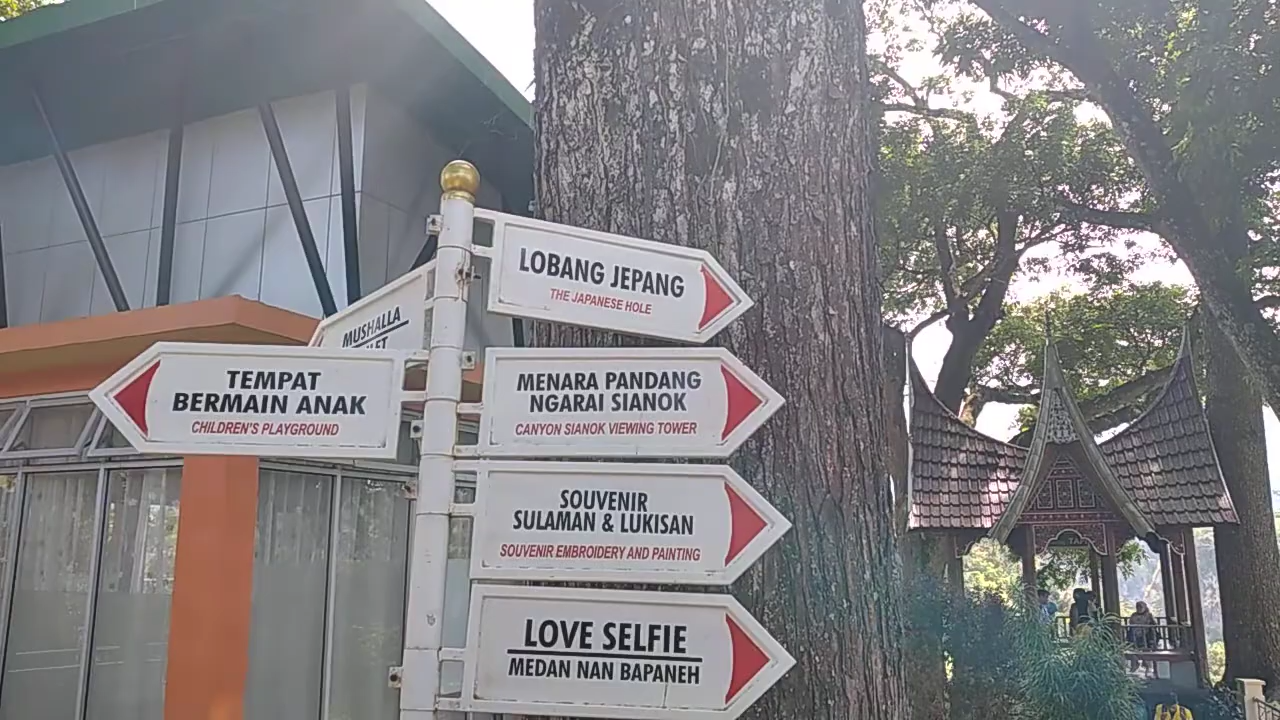 LOBANG JEPANG
THE JAPANESE HOLE
MUSHALLA
TEMPAT
BERMAIN ANAK
CHILDREN'S PLAYGROUND
MENARA PANDANG
NGARAI SIANOK
CANYON SIANOK VIEWING TOWER
SOUVENIR
SULAMAN & LUKISAN
SOUVENIR EMBROIDERY AND PAINTING
LOVE SELFIE
MEDAN NAN BAPANEH